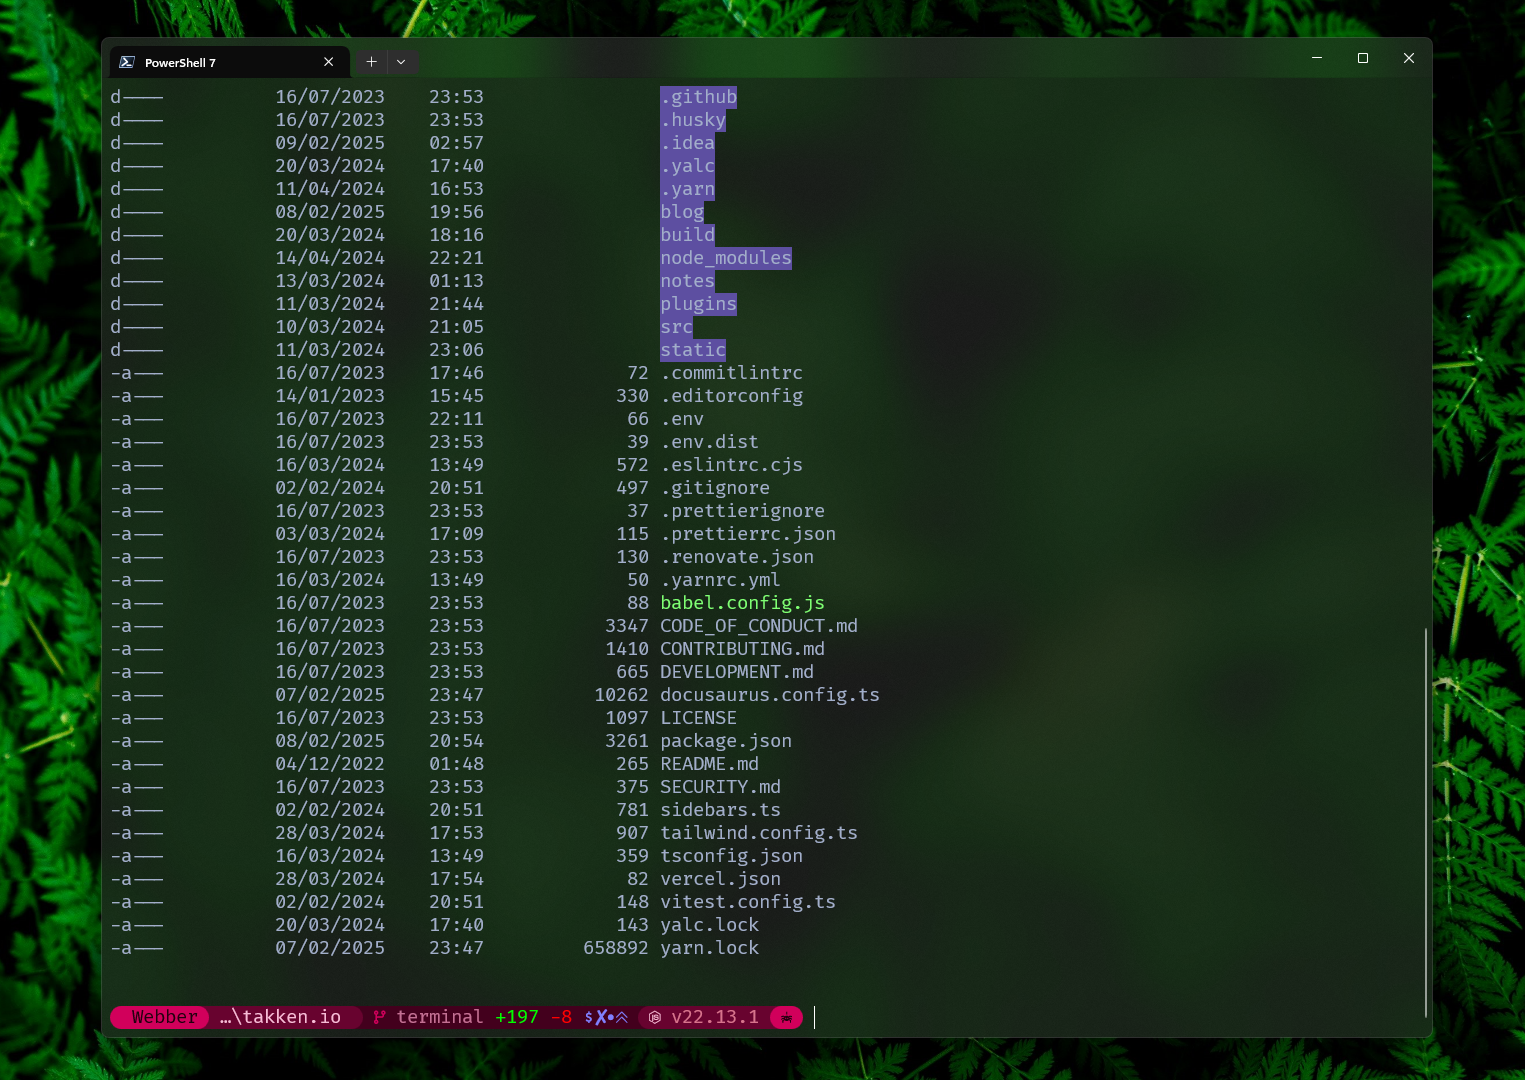 PowerShell 7
d---- 16/07/2023 23:53 .github
d---- 16/07/2023 23:53 .husky
d---- 09/02/2025 02:57 .idea
d---- 20/03/2024 17:40 .yalc
d---- 11/04/2024 16:53 .yarn
d---- 08/02/2025 19:56 blog
d---- 20/03/2024 18:16 build
d---- 14/04/2024 22:21 node_modules
d---- 13/03/2024 01:13 notes
d---- 11/03/2024 21:44 plugins
d---- 10/03/2024 21:05 src
d---- 11/03/2024 23:06 static
-a--- 16/07/2023 17:46 72 .commitlintrc
-a--- 14/01/2023 15:45 330 .editorconfig
-a--- 16/07/2023 22:11 66 .env
-a--- 16/07/2023 23:53 39 .env.dist
-a--- 16/03/2024 13:49 572 .eslintrc.cjs
-a--- 02/02/2024 20:51 497 .gitignore
-a--- 16/07/2023 23:53 37 .prettierignore
-a--- 03/03/2024 17:09 115 .prettierrc.json
-a--- 16/07/2023 23:53 130 .renovate.json
-a--- 16/03/2024 13:49 50 .yarnrc.yml
-a--- 16/07/2023 23:53 88 babel.config.js
-a--- 16/07/2023 23:53 3347 CODE_OF_CONDUCT.md
-a--- 16/07/2023 23:53 1410 CONTRIBUTING.md
-a--- 16/07/2023 23:53 665 DEVELOPMENT.md
-a--- 07/02/2025 23:47 10262 docusaurus.config.ts
-a--- 16/07/2023 23:53 1097 LICENSE
-a--- 08/02/2025 20:54 3261 package.json
-a--- 04/12/2022 01:48 265 README.md
-a--- 16/07/2023 23:53 375 SECURITY.md
-a--- 02/02/2024 20:51 781 sidebars.ts
-a--- 28/03/2024 17:53 907 tailwind.config.ts
-a--- 16/03/2024 13:49 359 tsconfig.json
-a--- 28/03/2024 17:54 82 vercel.json
-a--- 02/02/2024 20:51 148 vitest.config.ts
-a--- 20/03/2024 17:40 143 yalc.lock
-a--- 07/02/2025 23:47 658892 yarn.lock
Webber …\takken.io terminal +197 -8 $✗•≪ v22.13.1